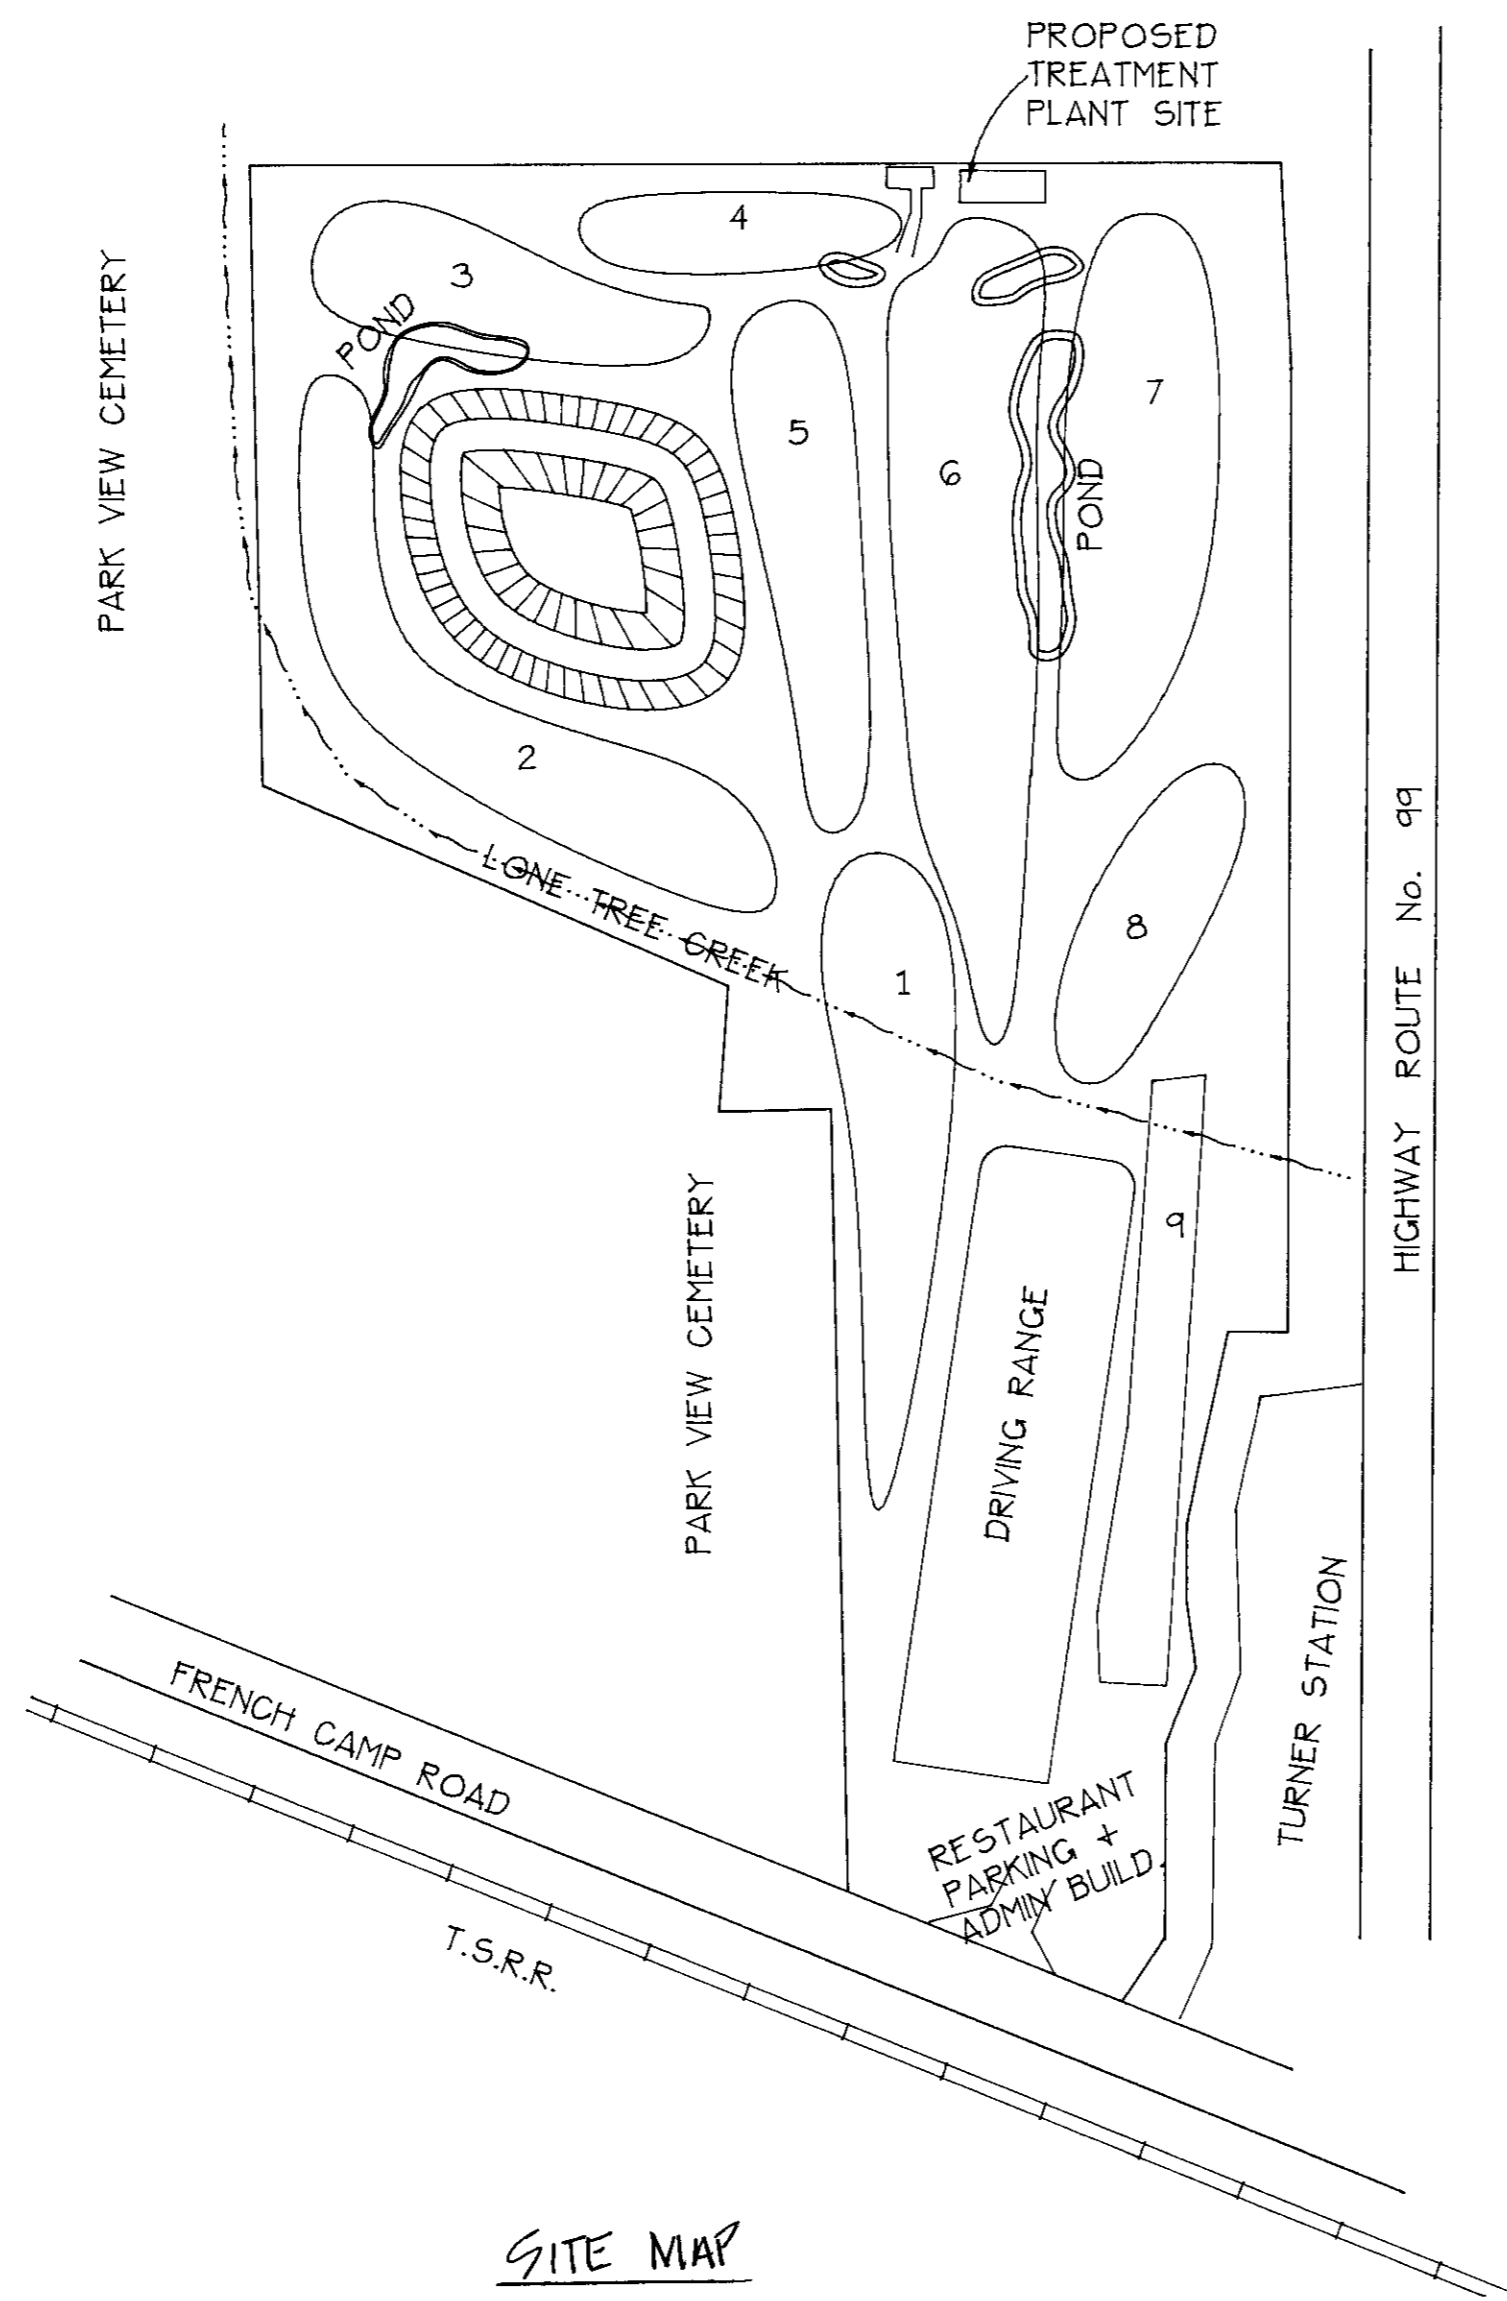 PROPOSED
TREATMENT
PLANT SITE
4
3
POND
PARK VIEW CEMETERY
7
5
6
POND
2
LONE TREE CREEK
HIGHWAY ROUTE No. 99
8
1
9
PARK VIEW CEMETERY
DRIVING RANGE
TURNER STATION
FRENCH CAMP ROAD
RESTAURANT
PARKING +
ADMIN BUILD.
T.S.R.R.
SITE MAP